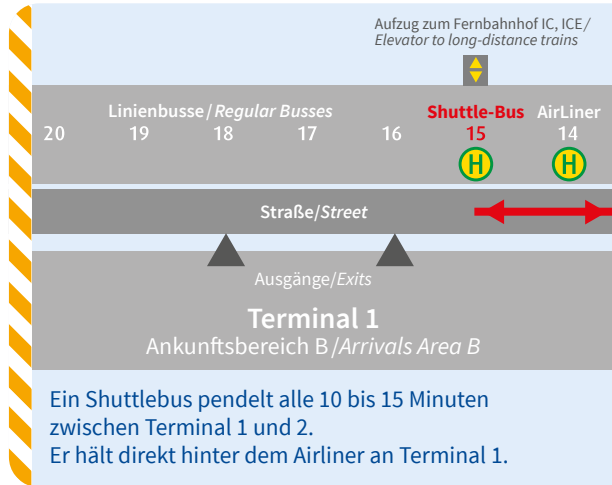 Aufzug zum Fernbahnhof IC, ICE/
Elevator to long-distance trains
Linienbusse/Regular Busses
Shuttle-Bus AirLiner
20 19 18 17 16 15 14
H H
Straße/Street
Ausgänge/Exits
Terminal 1
Ankunftsbereich B/Arrivals Area B
Ein Shuttlebus pendelt alle 10 bis 15 Minuten
zwischen Terminal 1 und 2.
Er hält direkt hinter dem Airliner an Terminal 1.